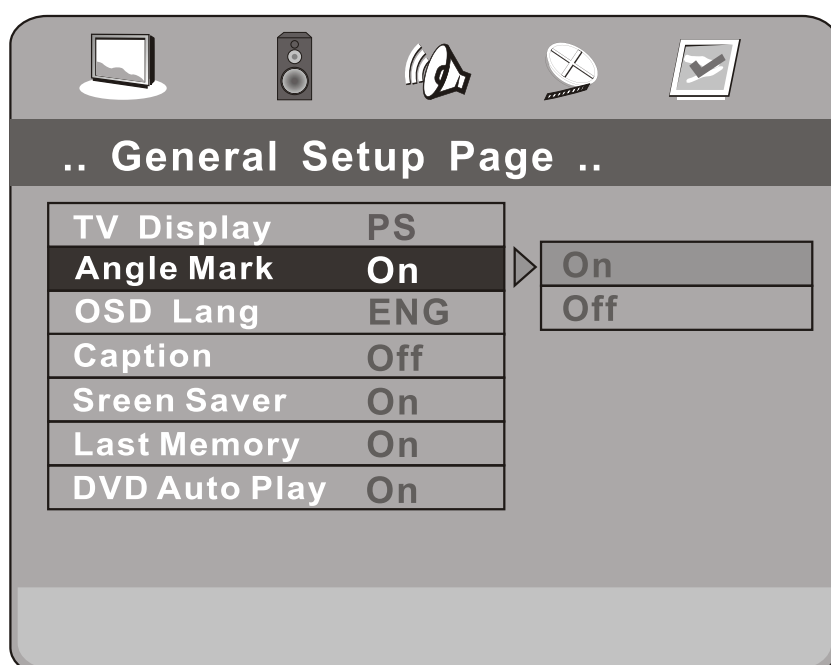 .. General Setup Page ..
TV Display PS
Angle Mark On On
OSD Lang ENG Off
Caption Off
Sreen Saver On
Last Memory On
DVD Auto Play On